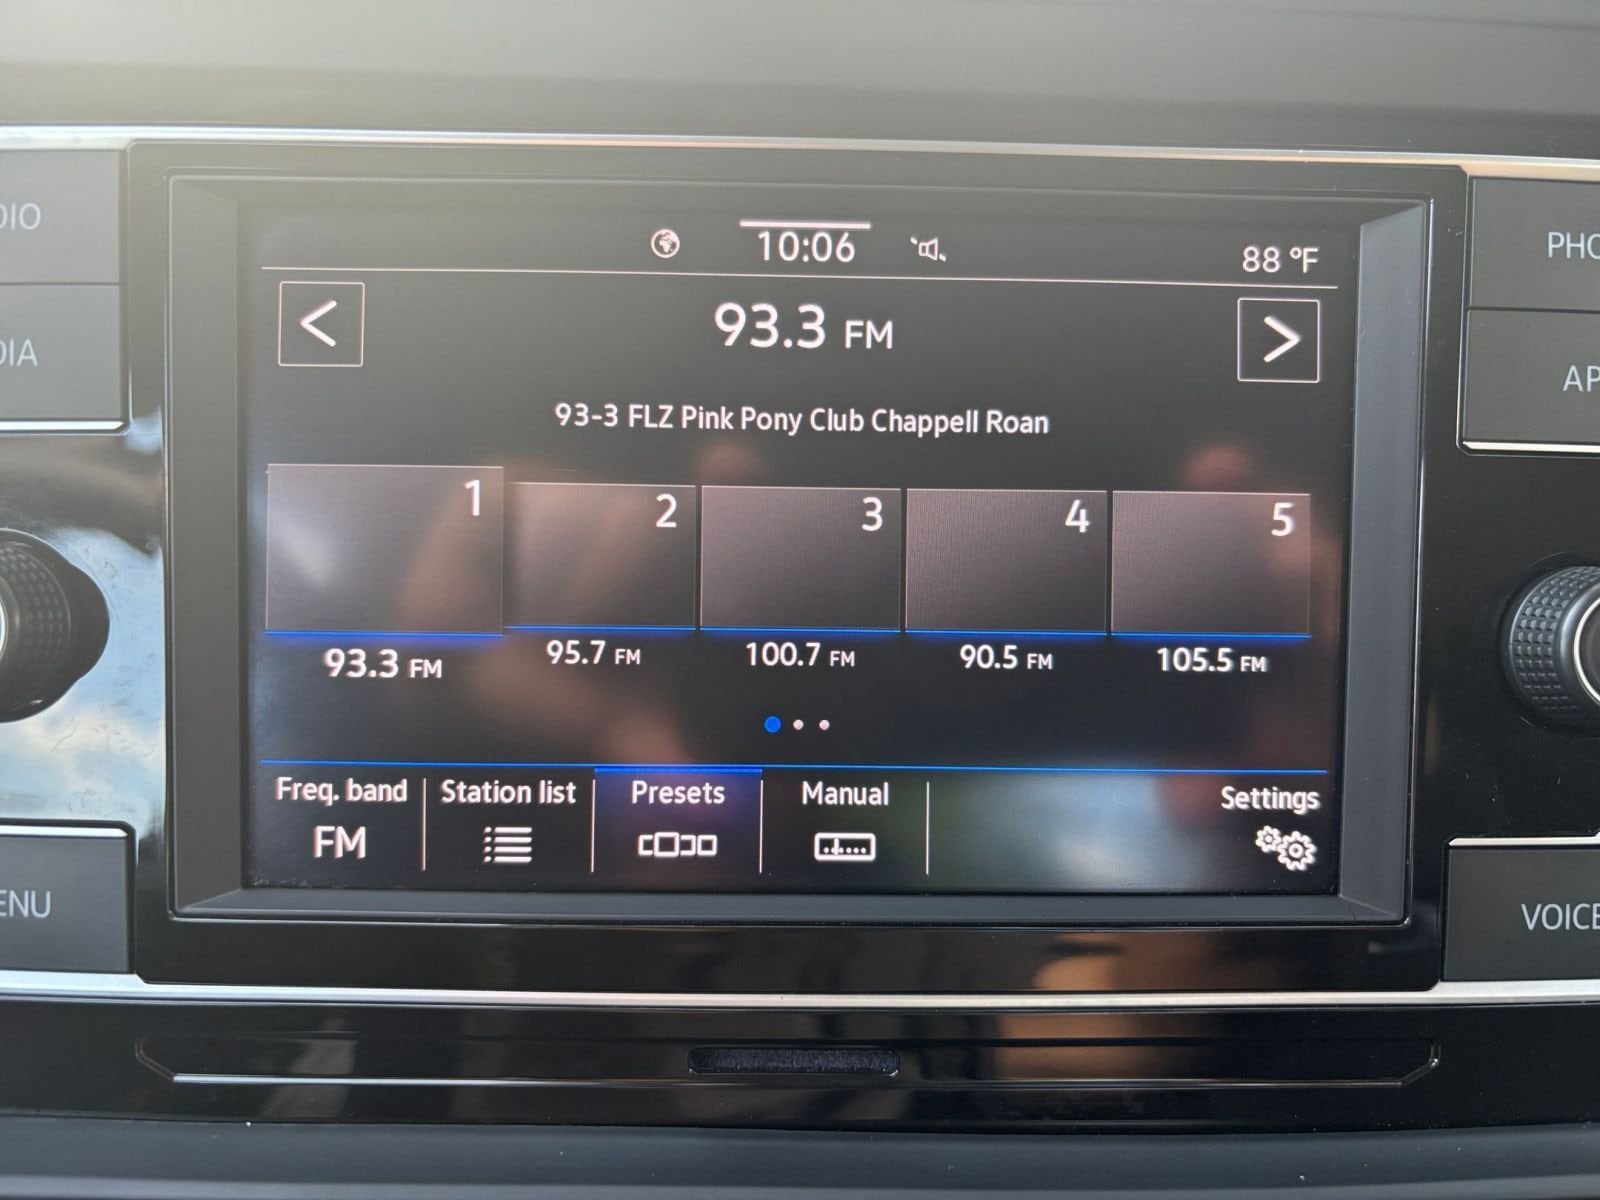 10:06
88 °F
<
93.3 FM
>
93-3 FLZ Pink Pony Club Chappell Roan
1
2
3
4
5
93.3 FM
95.7 FM
100.7 FM
90.5 FM
105.5 FM
Freq. band
Station list
Presets
Manual
Settings
FM
DIO
DIA
ENU
PHO
AP
VOICE